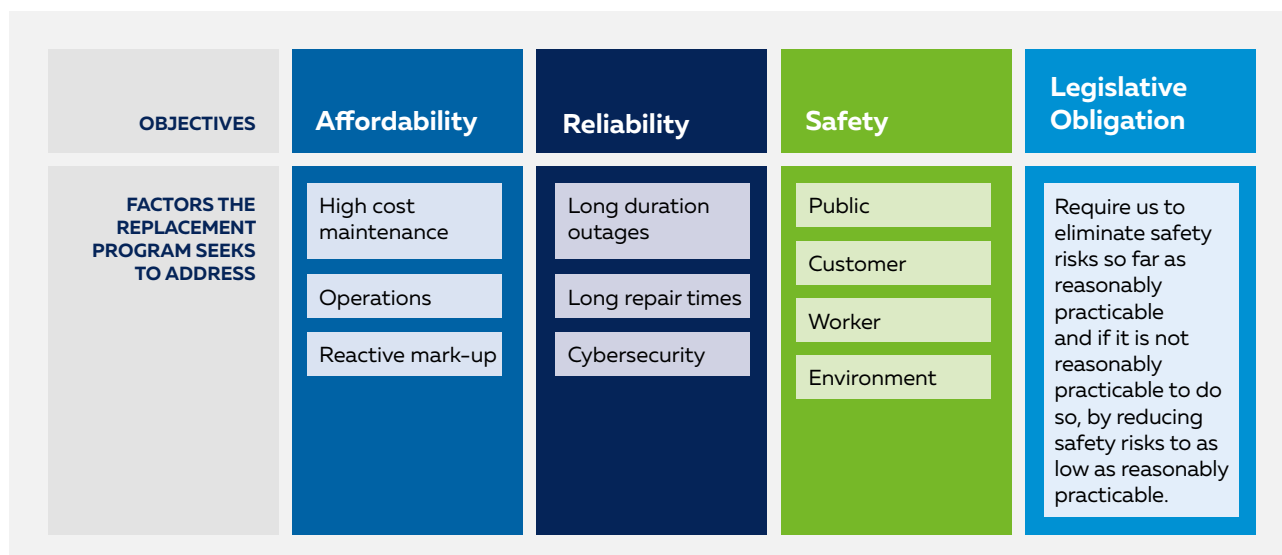 OBJECTIVES
Affordability
Reliability
Safety
Legislative
Obligation
FACTORS THE
REPLACEMENT
PROGRAM SEEKS
TO ADDRESS
High cost
maintenance
Operations
Reactive mark-up
Long duration
outages
Long repair times
Cybersecurity
Public
Customer
Worker
Environment
Require us to
eliminate safety
risks so far as
reasonably
practicable
and if it is not
reasonably
practicable to do
so, by reducing
safety risks to as
low as reasonably
practicable.